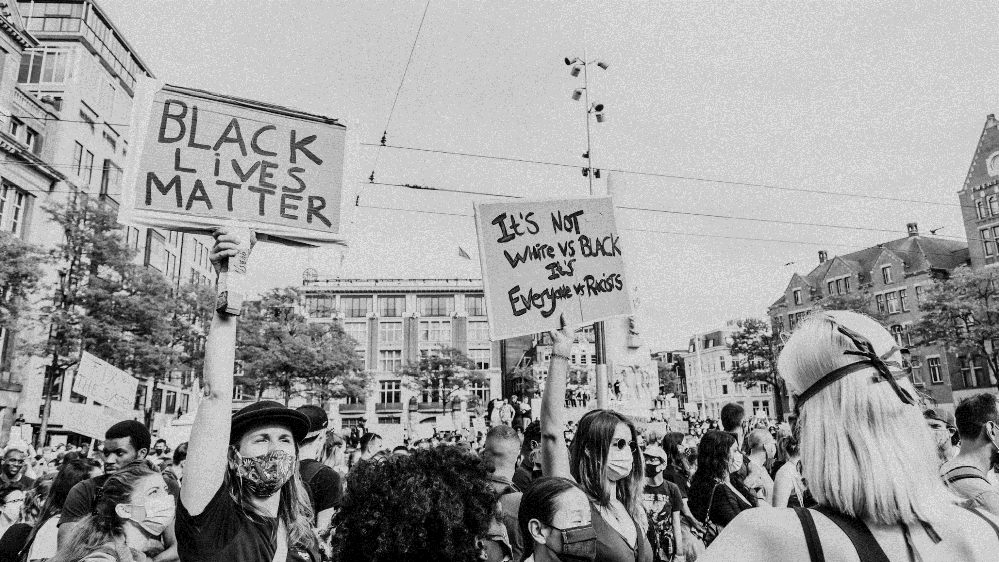 BLACK
LiVES
MATTER
It'S NOT
WHiTe VS BLACK
It'S
Everyone vs RACiSTS
FIX
THE SYSTEM